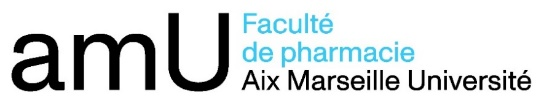 amU
Faculté
de pharmacie
Aix Marseille Université